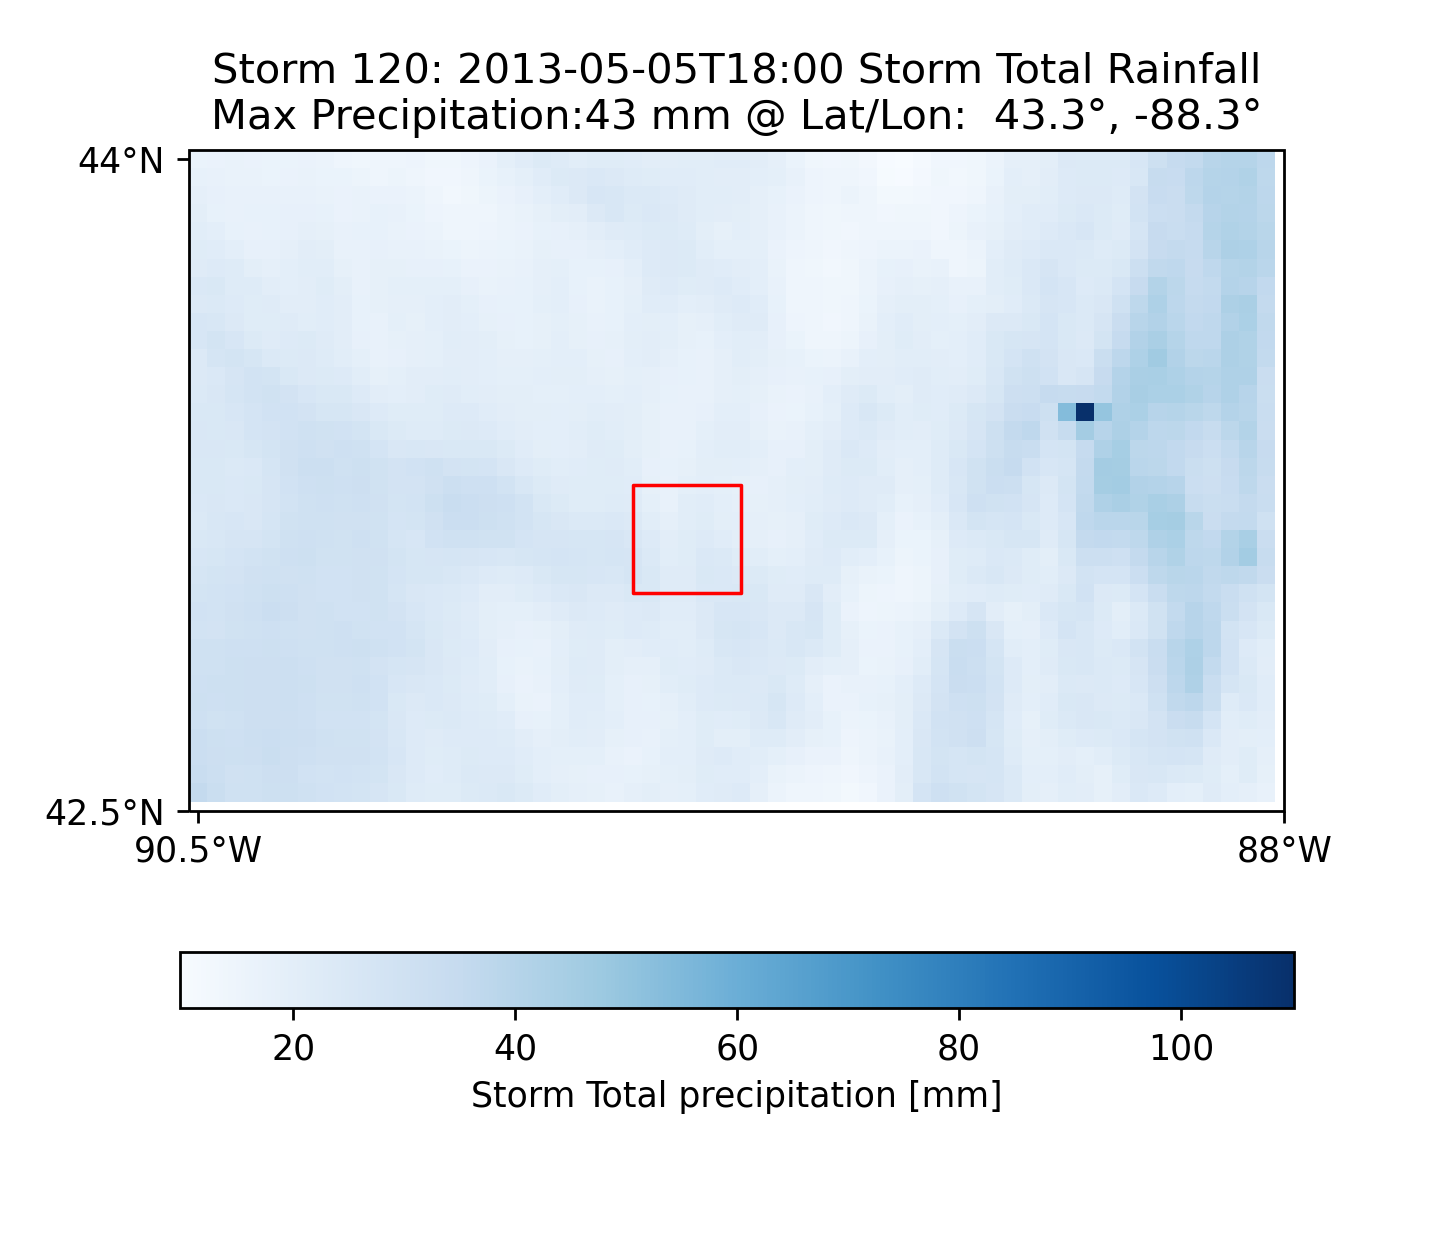 Storm 120: 2013-05-05T18:00 Storm Total Rainfall
Max Precipitation:43 mm @ Lat/Lon:  43.3°, -88.3°
44°N
42.5°N
90.5°W 88°W
20 40 60 80 100
Storm Total precipitation [mm]